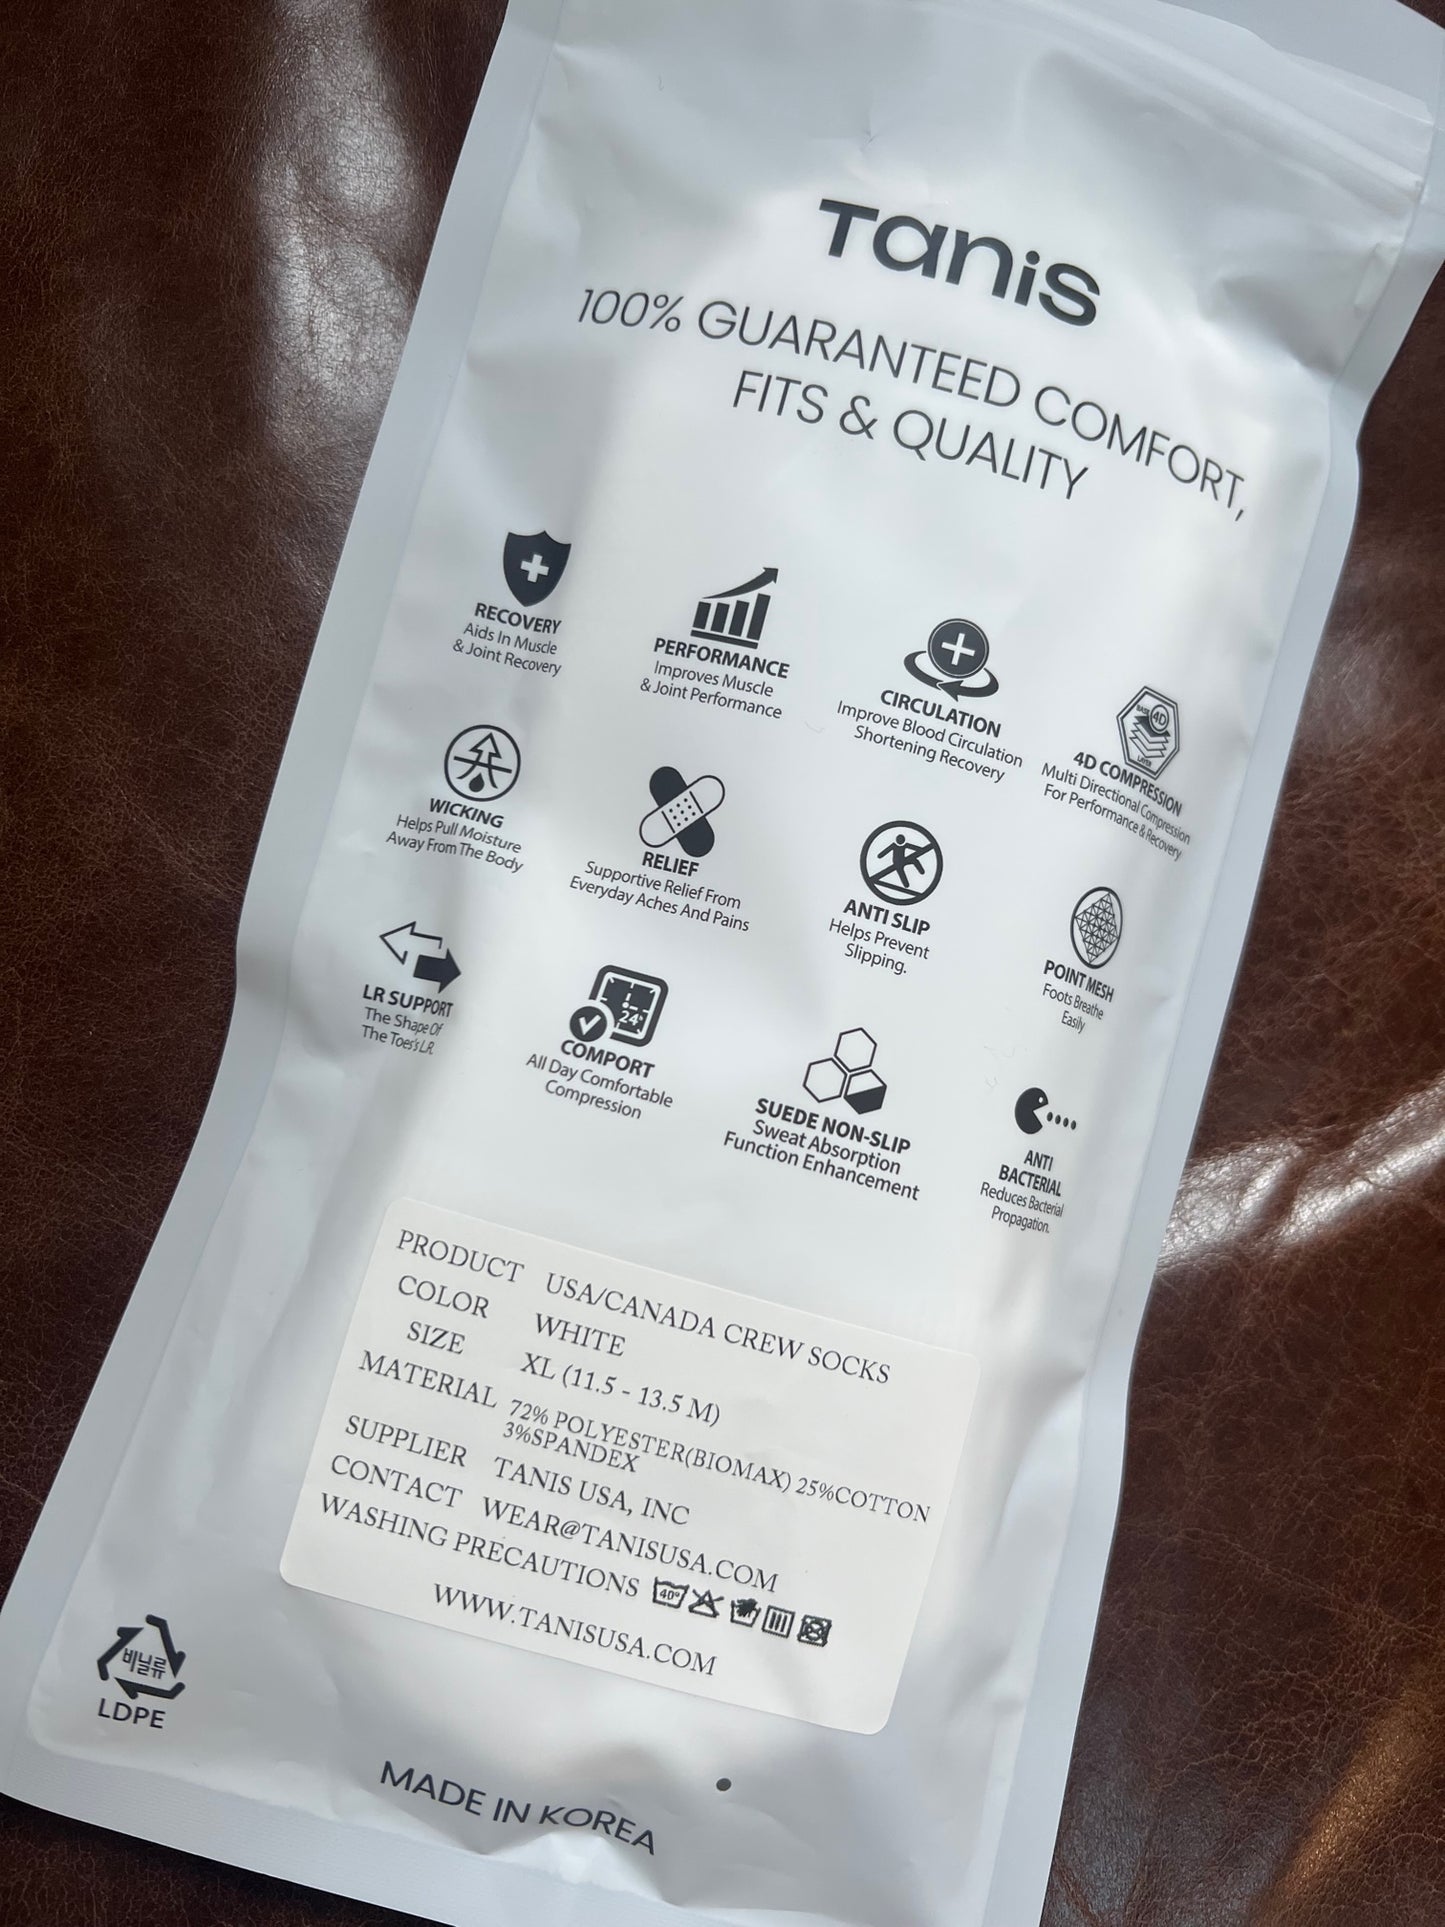 Tanis
100% GUARANTEED COMFORT,
FITS & QUALITY
RECOVERY
Aids In Muscle
& Joint Recovery
PERFORMANCE
Improves Muscle
& Joint Performance
CIRCULATION
Improve Blood Circulation
Shortening Recovery
BASE 4D
LAYER
4D COMPRESSION
Multi Directional Compression
For Performance & Recovery
WICKING
Helps Pull Moisture
Away From The Body
RELIEF
Supportive Relief From
Everyday Aches And Pains
ANTI SLIP
Helps Prevent
Slipping.
POINT MESH
Foots Breathe
Easily
LR SUPPORT
The Shape Of
The Toes's L.R.
24h
COMPORT
All Day Comfortable
Compression
SUEDE NON-SLIP
Sweat Absorption
Function Enhancement
ANTI
BACTERIAL
Reduces Bacterial
Propagation.
PRODUCT USA/CANADA CREW SOCKS
COLOR WHITE
SIZE XL (11.5 - 13.5 M)
MATERIAL 72% POLYESTER(BIOMAX) 25%COTTON
3%SPANDEX
SUPPLIER TANIS USA, INC
CONTACT WEAR@TANISUSA.COM
WASHING PRECAUTIONS 40°
WWW.TANISUSA.COM
비닐류
LDPE
MADE IN KOREA